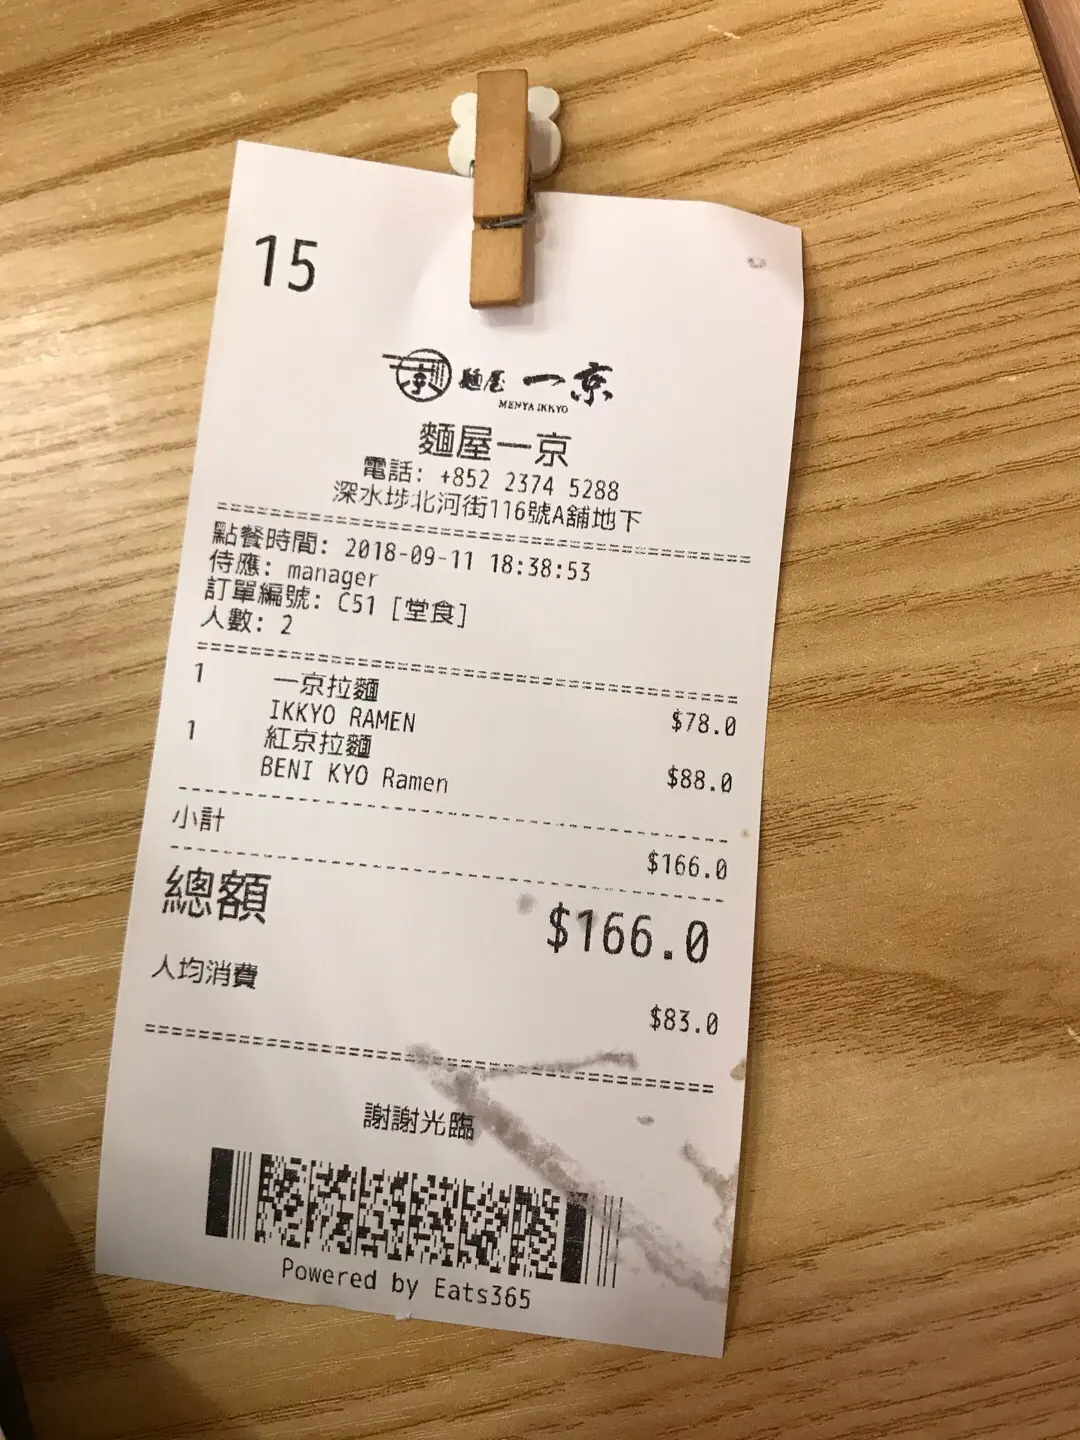 15
京 麵屋 一京
MENYA IKKYO
麵屋一京
電話: +852 2374 5288
深水埗北河街116號A舖地下
點餐時間: 2018-09-11 18:38:53
侍應: manager
訂單編號: C51 [堂食]
人數: 2
1 一京拉麵 $78.0
IKKYO RAMEN
1 紅京拉麵 $88.0
BENI KYO Ramen
小計 $166.0
總額 $166.0
人均消費 $83.0
謝謝光臨
Powered by Eats365